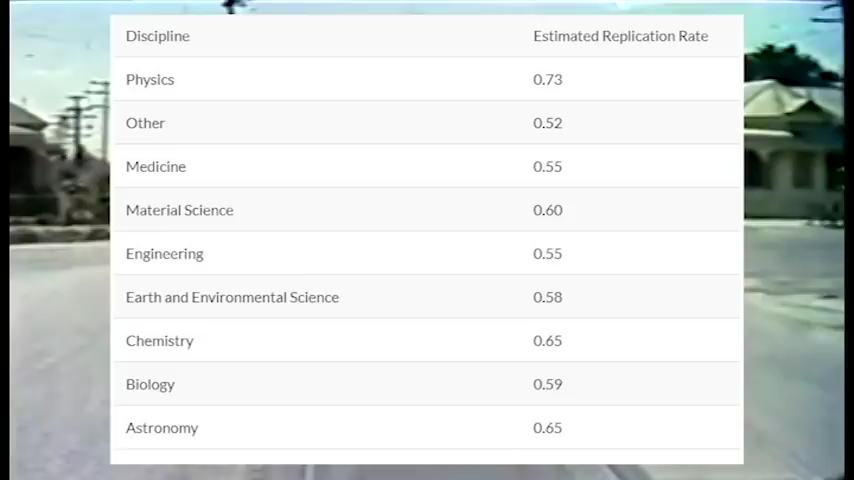 Discipline Estimated Replication Rate
Physics 0.73
Other 0.52
Medicine 0.55
Material Science 0.60
Engineering 0.55
Earth and Environmental Science 0.58
Chemistry 0.65
Biology 0.59
Astronomy 0.65